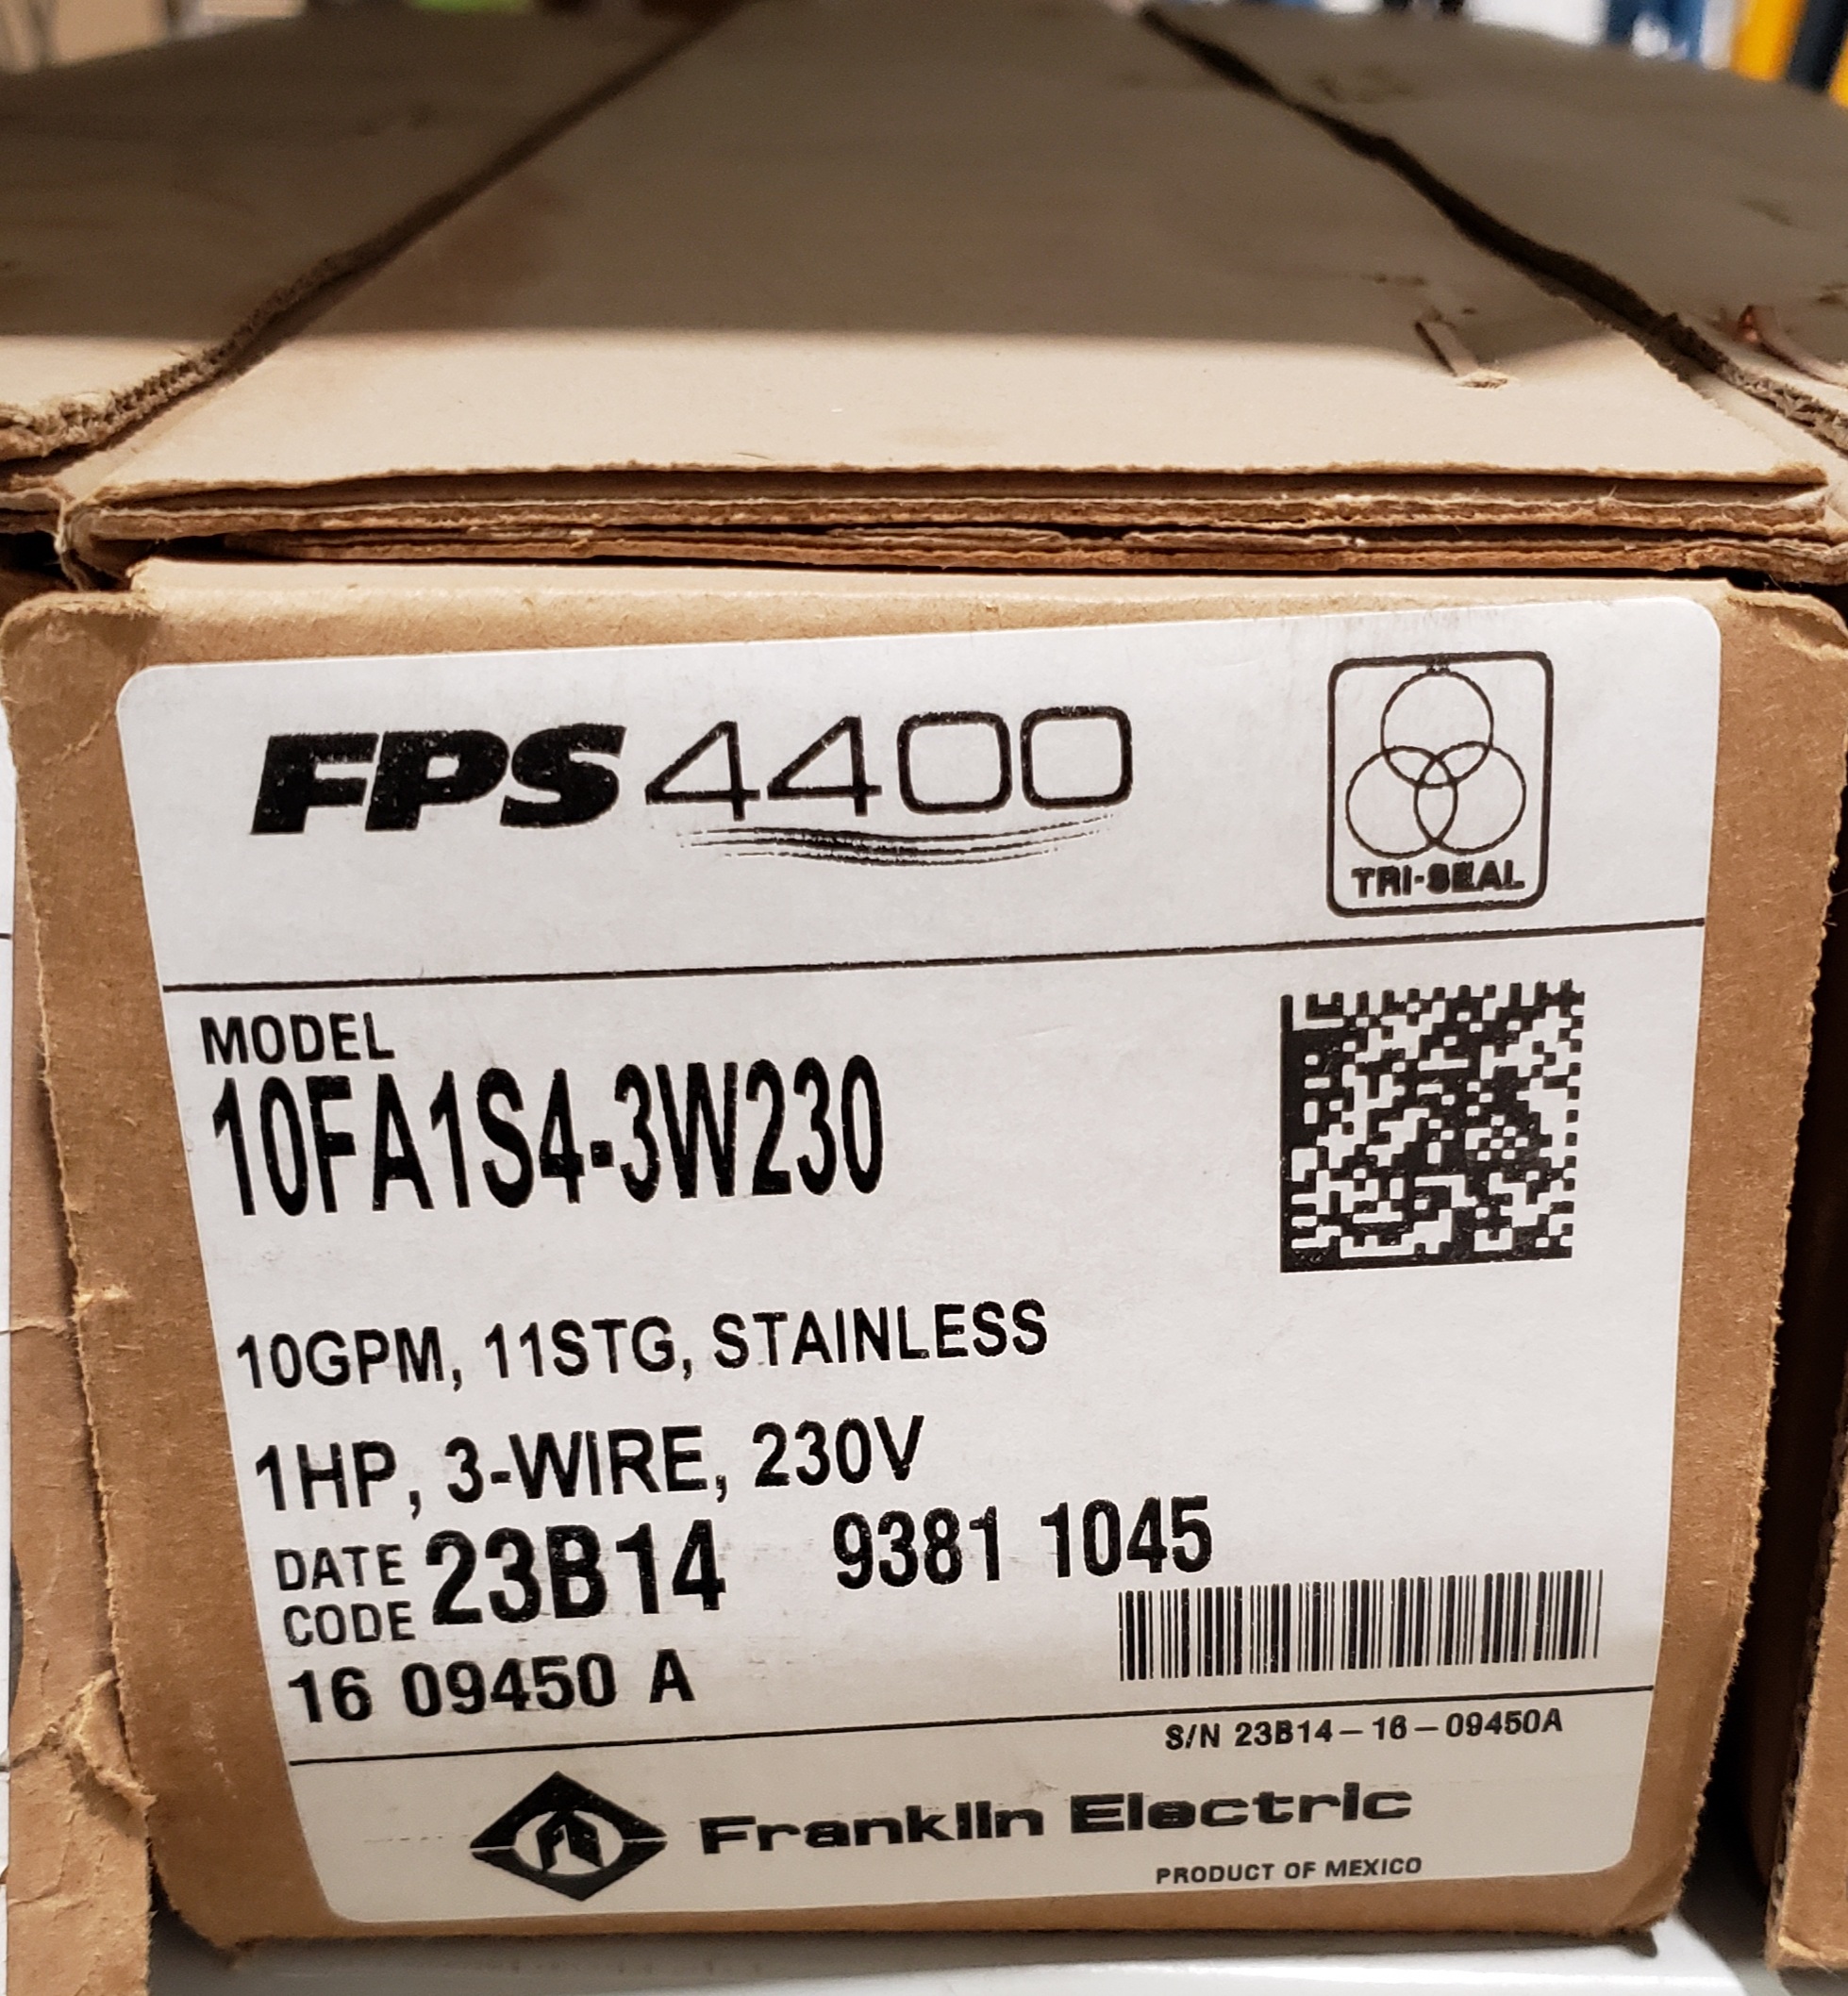 FPS 4400
TRI-SEAL
MODEL
10FA1S4-3W230
10GPM, 11STG, STAINLESS
1HP, 3-WIRE, 230V
DATE CODE 23B14 9381 1045
16 09450 A
S/N 23B14-16-09450A
Franklin Electric
PRODUCT OF MEXICO